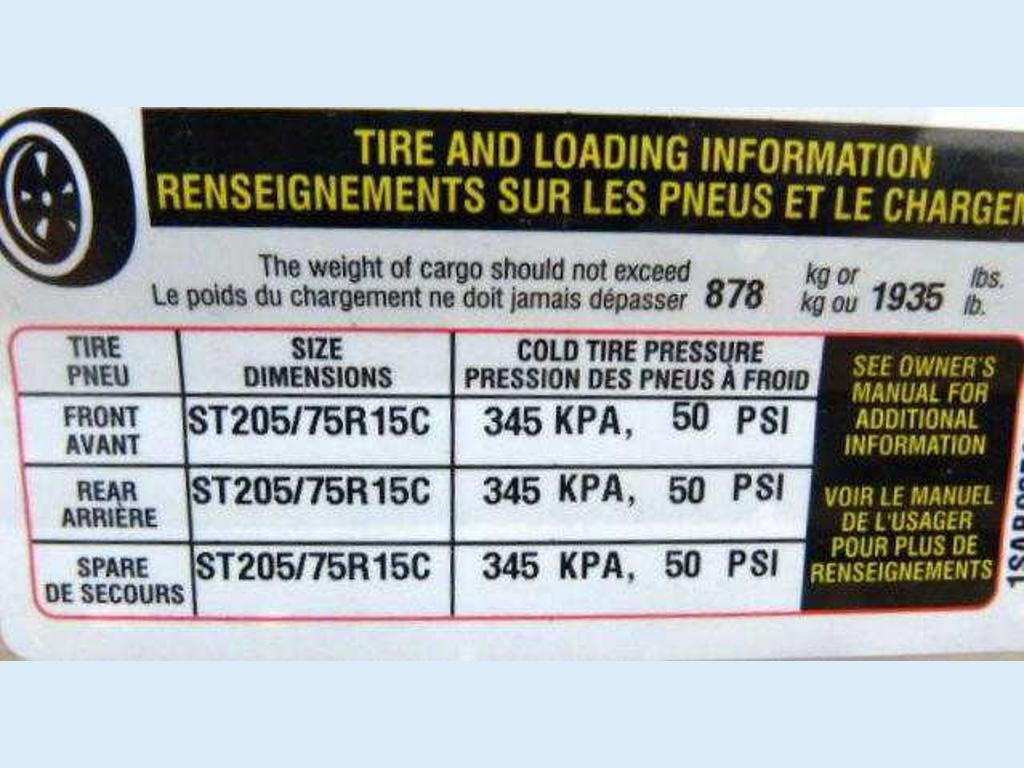 TIRE AND LOADING INFORMATION
RENSEIGNEMENTS SUR LES PNEUS ET LE
The weight of cargo should not exceed
Le poids du chargement ne doit jamais dépasser
878 kg or 1935 lbs.
kg ou lb.
TIRE SIZE COLD TIRE PRESSURE
PNEU DIMENSIONS PRESSION DES PNEUS À FROID
FRONT ST205/75R15C 345 KPA, 50 PSI
AVANT
REAR ST205/75R15C 345 KPA, 50 PSI
ARRIÈRE
SPARE ST205/75R15C 345 KPA, 50 PSI
DE SECOURS
SEE OWNER'S
MANUAL FOR
ADDITIONAL
INFORMATION
VOIR LE MANUEL
DE L'USAGER
POUR PLUS DE
RENSEIGNEMENTS